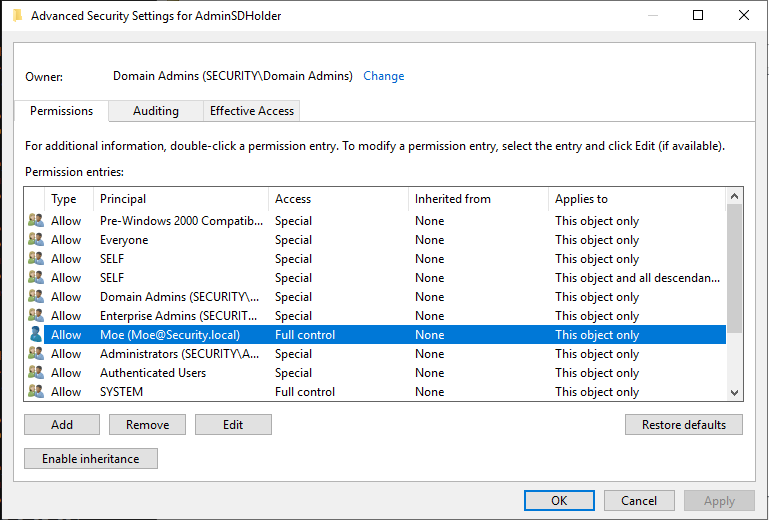 Advanced Security Settings for AdminSDHolder
Owner: Domain Admins (SECURITY\Domain Admins) Change
Permissions Auditing Effective Access
For additional information, double-click a permission entry. To modify a permission entry, select the entry and click Edit (if available).
Permission entries:
Type Principal Access Inherited from Applies to
Allow Pre-Windows 2000 Compatib... Special None This object only
Allow Everyone Special None This object only
Allow SELF Special None This object only
Allow SELF Special None This object and all descendan...
Allow Domain Admins (SECURITY\... Special None This object only
Allow Enterprise Admins (SECURIT... Special None This object only
Allow Moe (Moe@Security.local) Full control None This object only
Allow Administrators (SECURITY\A... Special None This object only
Allow Authenticated Users Special None This object only
Allow SYSTEM Full control None This object only
Add Remove Edit Restore defaults
Enable inheritance
OK Cancel Apply